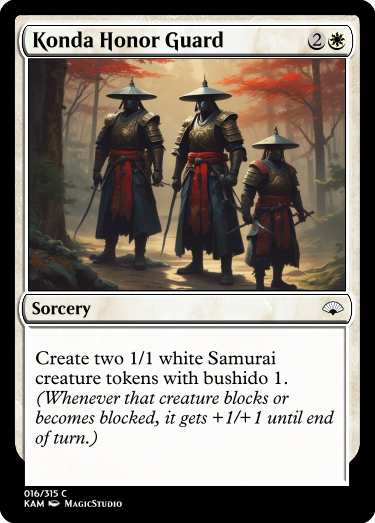 Konda Honor Guard 2
Sorcery
Create two 1/1 white Samurai
creature tokens with bushido 1.
(Whenever that creature blocks or
becomes blocked, it gets +1/+1 until end
of turn.)
016/315 C
KAM MagicStudio